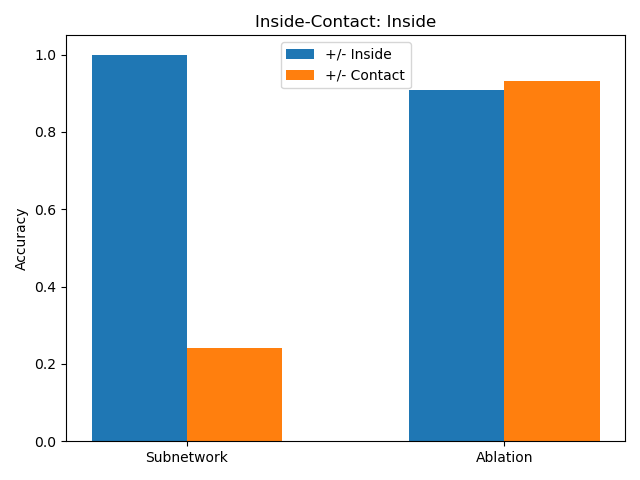 Inside-Contact: Inside
+/- Inside
+/- Contact
Accuracy
1.0
0.8
0.6
0.4
0.2
0.0
Subnetwork
Ablation